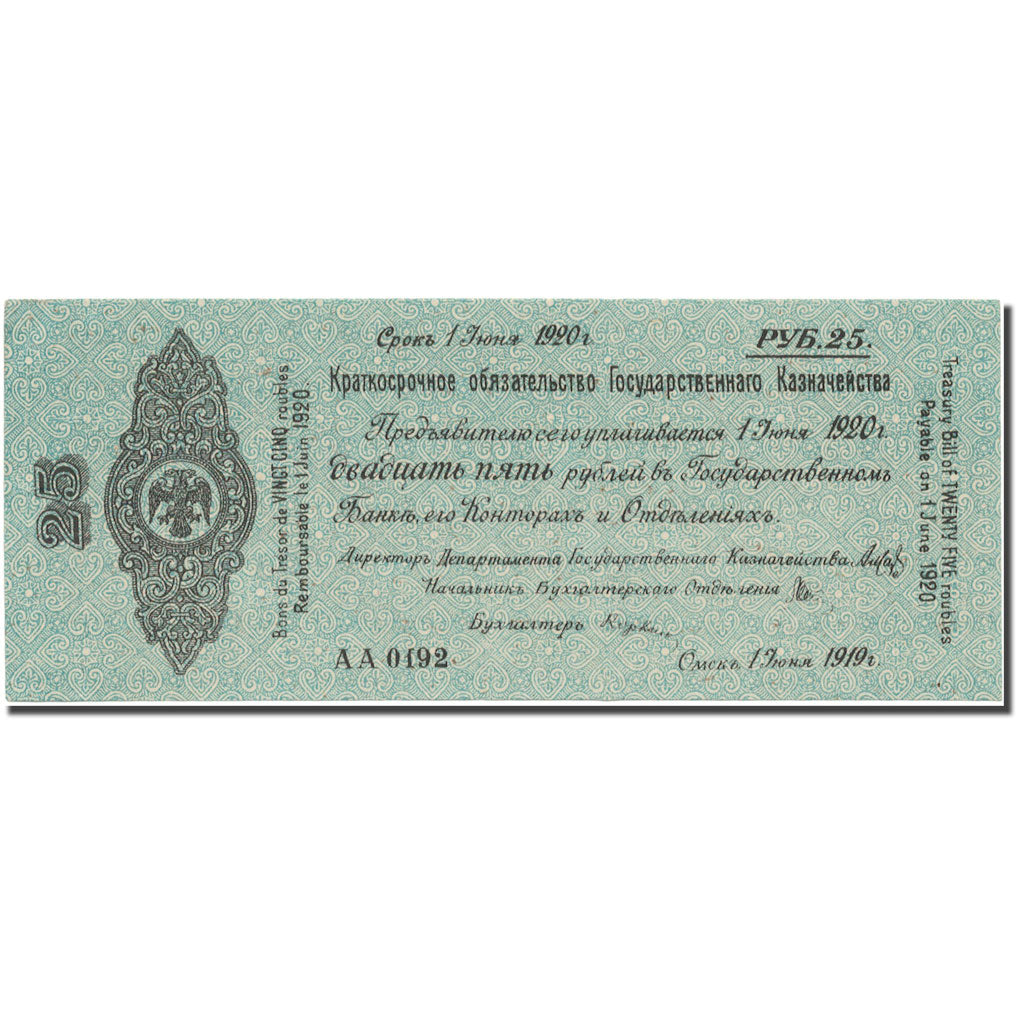 Срокъ 1 Іюня 1920 г.
РУБ. 25.
Краткосрочное обязательство Государственнаго Казначейства
Предъявителю сего уплачивается 1 Іюня 1920 г.
двадцать пять рублей въ Государственномъ
Банкѣ, его Конторахъ и Отдѣленіяхъ.
Директоръ Департамента Государственнаго Казначейства
Начальникъ Бухгалтерскаго Отдѣленія
Бухгалтеръ
АА 0192
Омскъ, 1 Іюня 1919 г.
25
Bons du Tresor de VINGT CINQ roubles
Remboursable le 1 Juin 1920.
Treasury Bill of TWENTY FIVE roubles
Payable on 1 June 1920